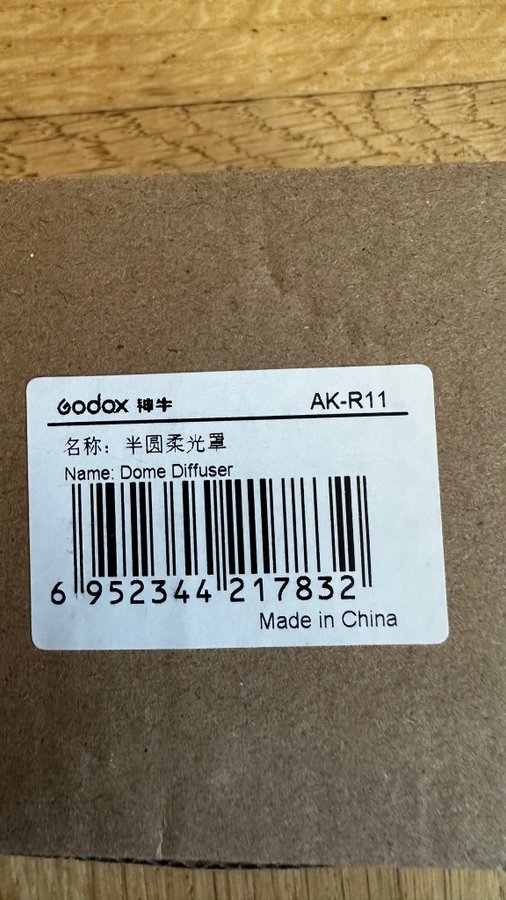 Godox 神牛 AK-R11
名称：半圆柔光罩
Name: Dome Diffuser
6 952344 217832
Made in China